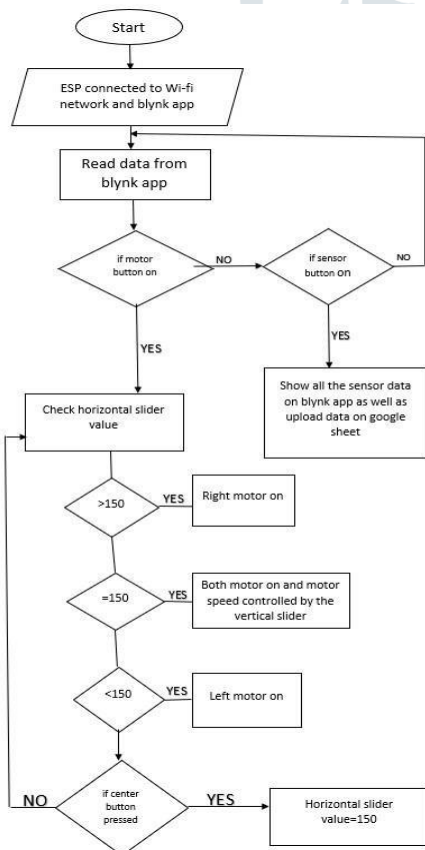 Start
ESP connected to Wi-fi
network and blynk app
Read data from
blynk app
if motor
button on
NO
if sensor
button on
NO
YES
YES
Show all the sensor data
on blynk app as well as
upload data on google
sheet
Check horizontal slider
value
>150
YES
Right motor on
=150
YES
Both motor on and motor
speed controlled by the
vertical slider
<150
YES
Left motor on
NO
if center
button
pressed
YES
Horizontal slider
value=150